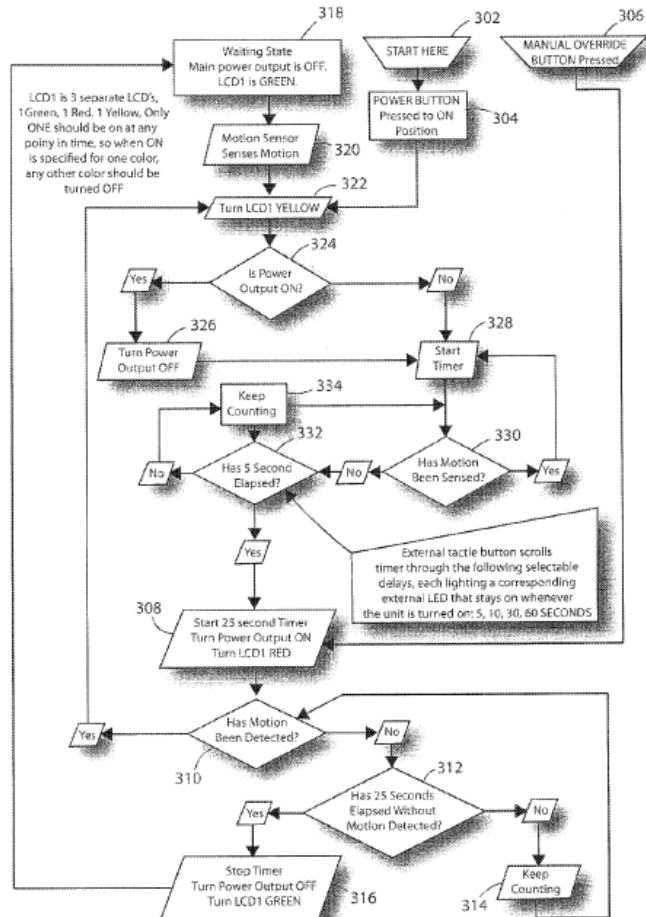 318
Waiting State
Main power output is OFF.
LCD1 is GREEN.
302
START HERE
306
MANUAL OVERRIDE
BUTTON Pressed
LCD1 is 3 separate LCD's,
1Green, 1 Red, 1 Yellow, Only
ONE should be on at any
poiny in time, so when ON
is specified for one color,
any other color should be
turned OFF
POWER BUTTON
Pressed to ON
Position.
304
Motion Sensor
Senses Motion
320
322
Turn LCD1 YELLOW
324
Is Power
Output ON?
Yes
No
326
Turn Power
Output OFF
328
Start
Timer
334
Keep
Counting
332
Has 5 Second
Elapsed?
No
No
330
Has Motion
Been Sensed?
Yes
Yes
External tactle button scrolls
timer through the following selectable
delays, each lighting a corresponding
external LED that stays on whenever
the unit is turned on: 5, 10, 30, 60 SECONDS
308
Start 25 second Timer
Turn Power Output ON
Turn LCD1 RED
Yes
Has Motion
Been Detected?
310
No
312
Has 25 Seconds
Elapsed Without
Motion Detected?
Yes
No
Stop Timer
Turn Power Output OFF
Turn LCD1 GREEN
316
314
Keep
Counting